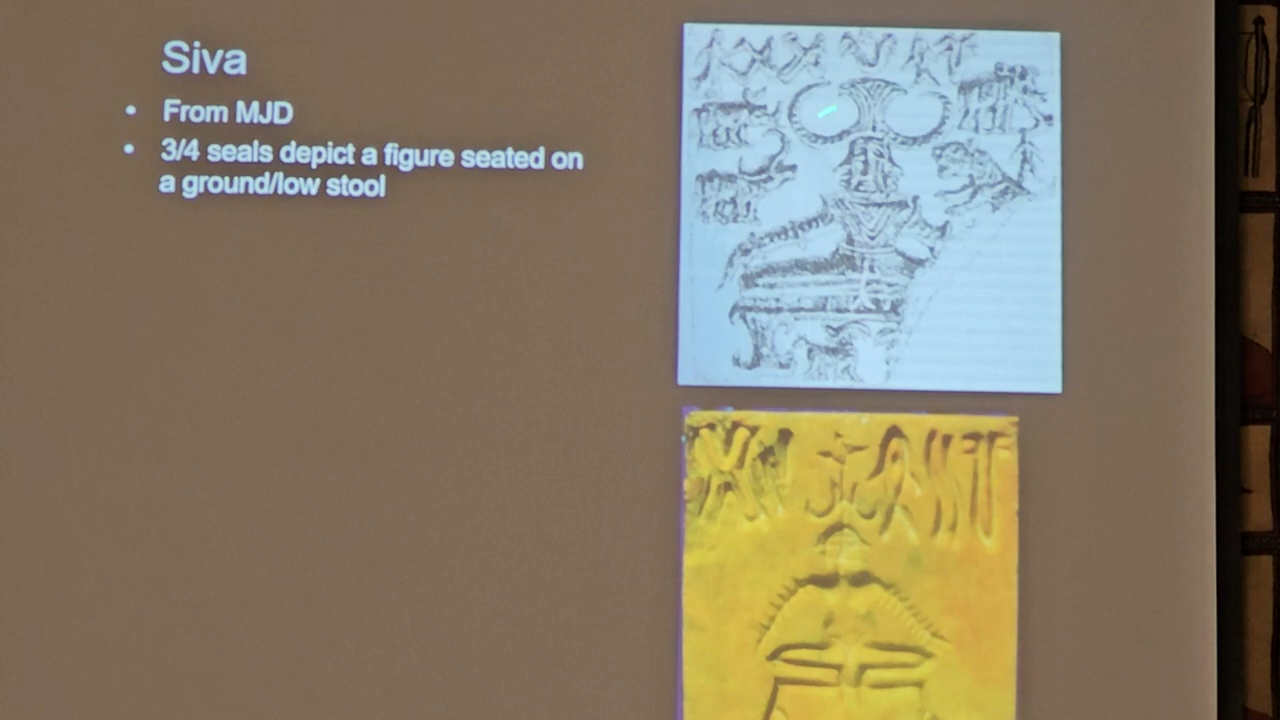 Siva
• From MJD
• 3/4 seals depict a figure seated on
a ground/low stool